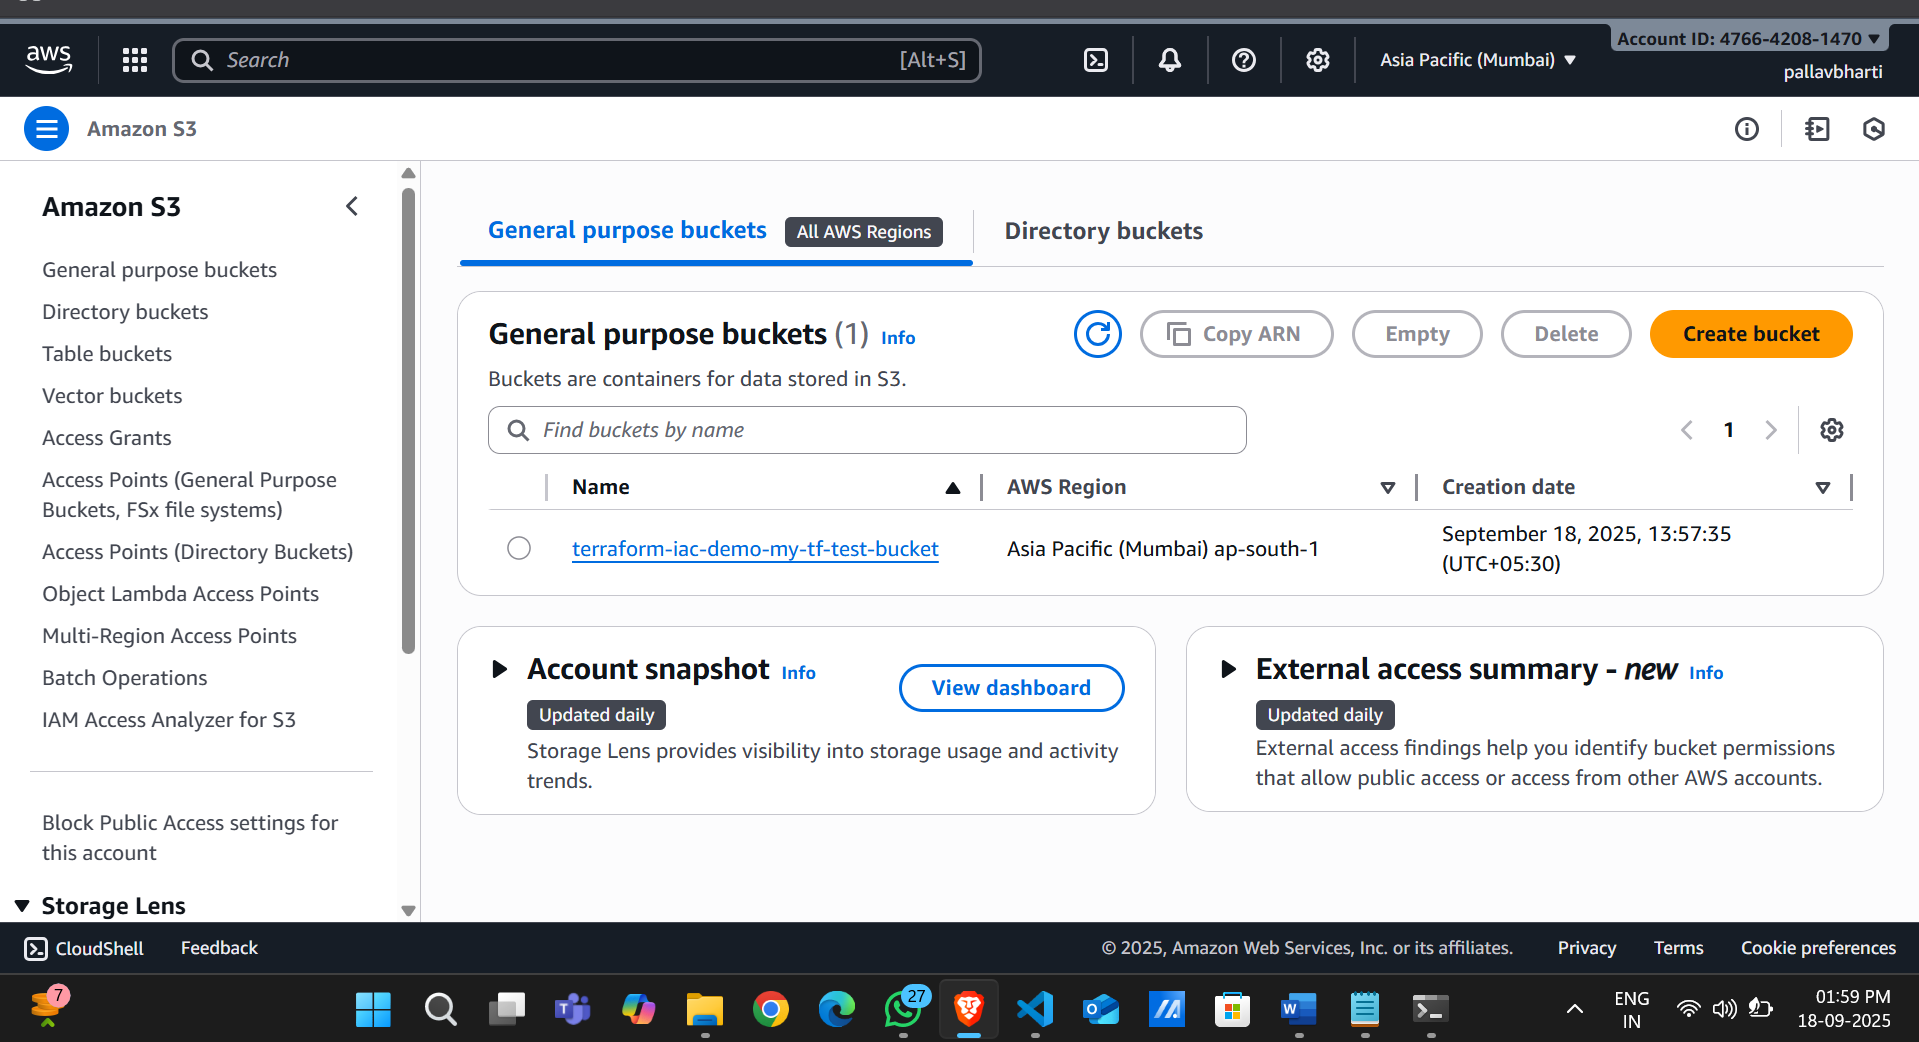 aws
Search
[Alt+S]
Asia Pacific (Mumbai)
Account ID: 4766-4208-1470
pallavbharti
Amazon S3
Amazon S3
General purpose buckets
Directory buckets
Table buckets
Vector buckets
Access Grants
Access Points (General Purpose
Buckets, FSx file systems)
Access Points (Directory Buckets)
Object Lambda Access Points
Multi-Region Access Points
Batch Operations
IAM Access Analyzer for S3
Block Public Access settings for
this account
Storage Lens
General purpose buckets
All AWS Regions
Directory buckets
General purpose buckets (1) Info
Copy ARN
Empty
Delete
Create bucket
Buckets are containers for data stored in S3.
Find buckets by name
1
Name
AWS Region
Creation date
terraform-iac-demo-my-tf-test-bucket
Asia Pacific (Mumbai) ap-south-1
September 18, 2025, 13:57:35
(UTC+05:30)
Account snapshot Info
Updated daily
View dashboard
Storage Lens provides visibility into storage usage and activity
trends.
External access summary - new Info
Updated daily
External access findings help you identify bucket permissions
that allow public access or access from other AWS accounts.
CloudShell
Feedback
© 2025, Amazon Web Services, Inc. or its affiliates.
Privacy
Terms
Cookie preferences
7
27
ENG
IN
01:59 PM
18-09-2025